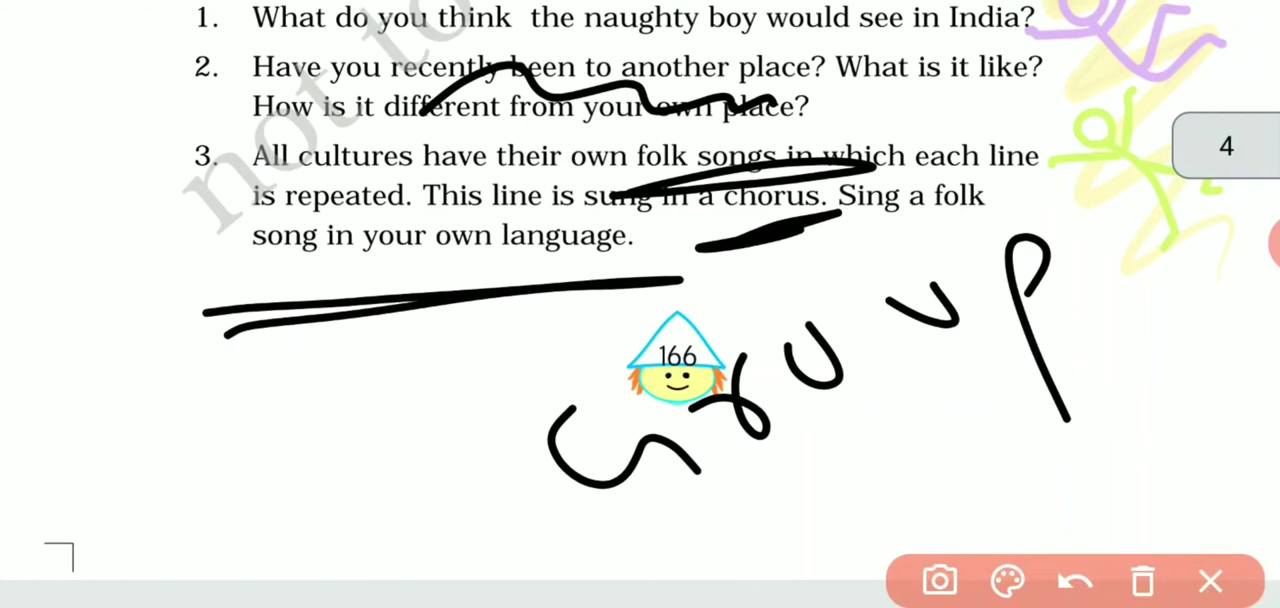 1. What do you think the naughty boy would see in India?
2. Have you recently been to another place? What is it like?
How is it different from your own place?
3. All cultures have their own folk songs in which each line
is repeated. This line is sung in a chorus. Sing a folk
song in your own language.
not to
4
166